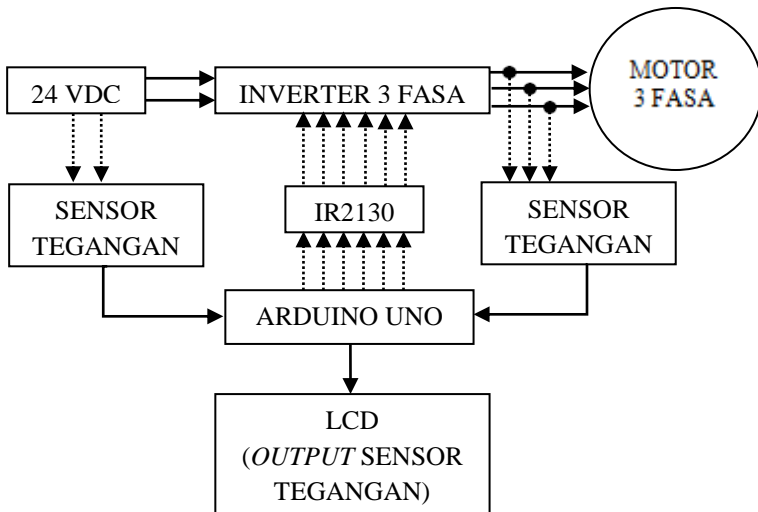 24 VDC
INVERTER 3 FASA
MOTOR
3 FASA
SENSOR
TEGANGAN
IR2130
SENSOR
TEGANGAN
ARDUINO UNO
LCD
(OUTPUT SENSOR
TEGANGAN)